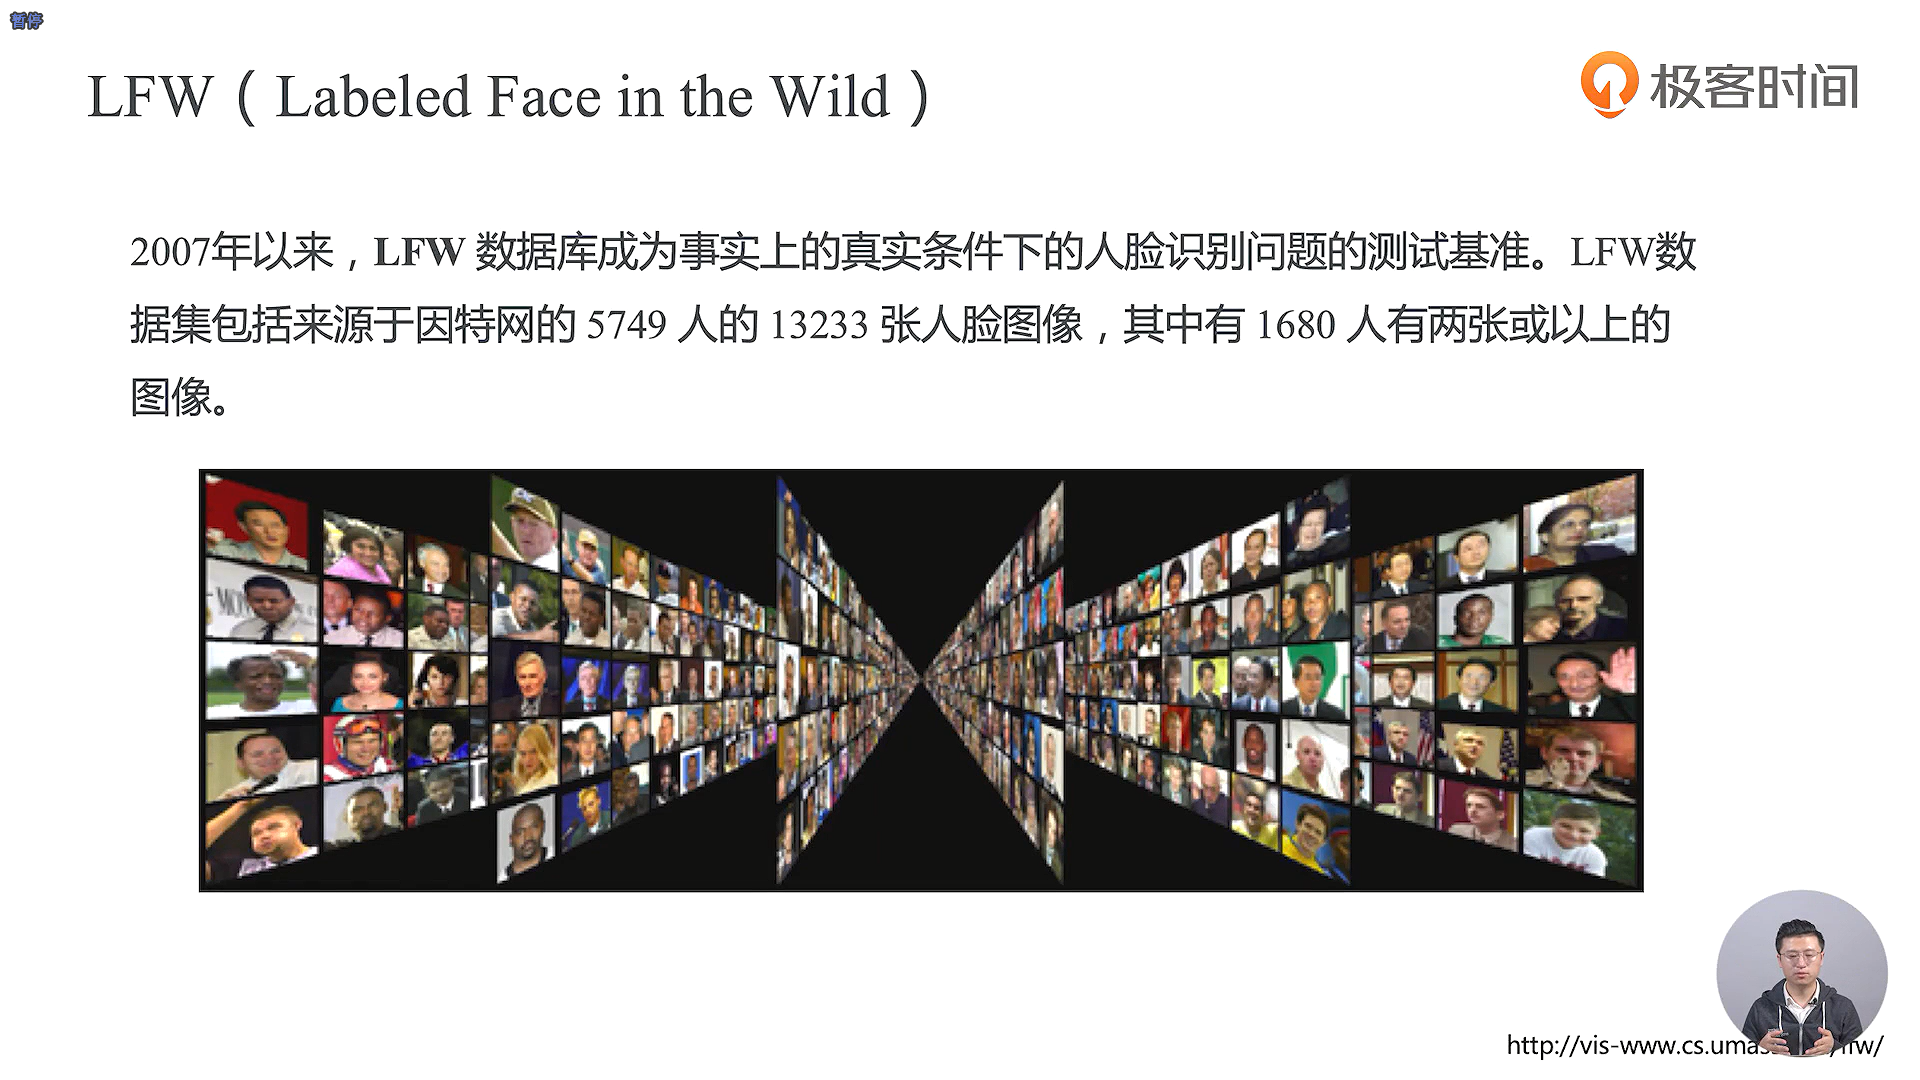 暂停
LFW（Labeled Face in the Wild）
极客时间
2007年以来，LFW 数据库成为事实上的真实条件下的人脸识别问题的测试基准。LFW数
据集包括来源于因特网的 5749 人的 13233 张人脸图像，其中有 1680 人有两张或以上的
图像。
http://vis-www.cs.umas